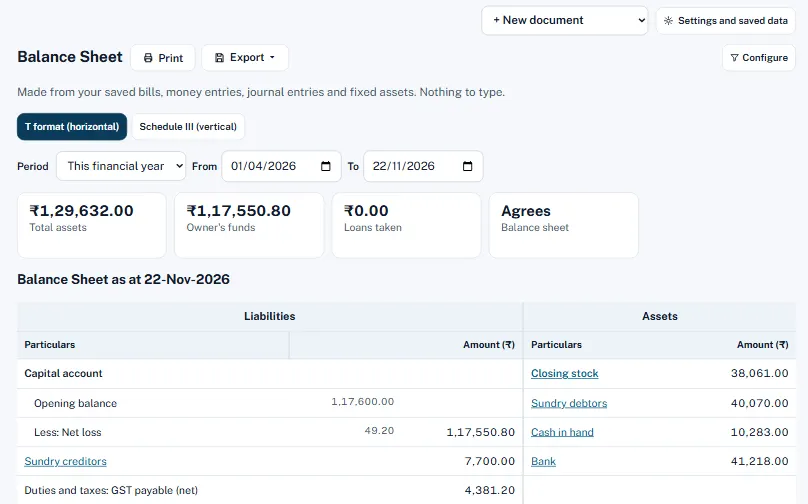 + New document
Settings and saved data
Balance Sheet
Print
Export
Configure
Made from your saved bills, money entries, journal entries and fixed assets. Nothing to type.
T format (horizontal)
Schedule III (vertical)
Period This financial year From 01/04/2026 To 22/11/2026
₹1,29,632.00 ₹1,17,550.80 ₹0.00 Agrees
Total assets Owner's funds Loans taken Balance sheet
Balance Sheet as at 22-Nov-2026
Liabilities Assets
Particulars Amount (₹) Particulars Amount (₹)
Capital account Closing stock 38,061.00
Opening balance 1,17,600.00 Sundry debtors 40,070.00
Less: Net loss 49.20 1,17,550.80 Cash in hand 10,283.00
Sundry creditors 7,700.00 Bank 41,218.00
Duties and taxes: GST payable (net) 4,381.20